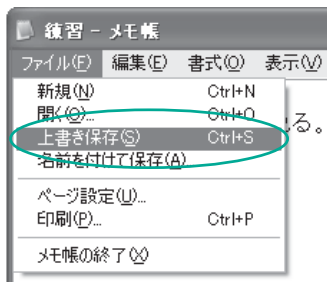 練習 - メモ帳
ファイル(F) 編集(E) 書式(O) 表示(V)
新規(N) Ctrl+N
開く(O)... Ctrl+O
上書き保存(S) Ctrl+S
名前を付けて保存(A)
ページ設定(U)...
印刷(P)... Ctrl+P
メモ帳の終了(X)
る。